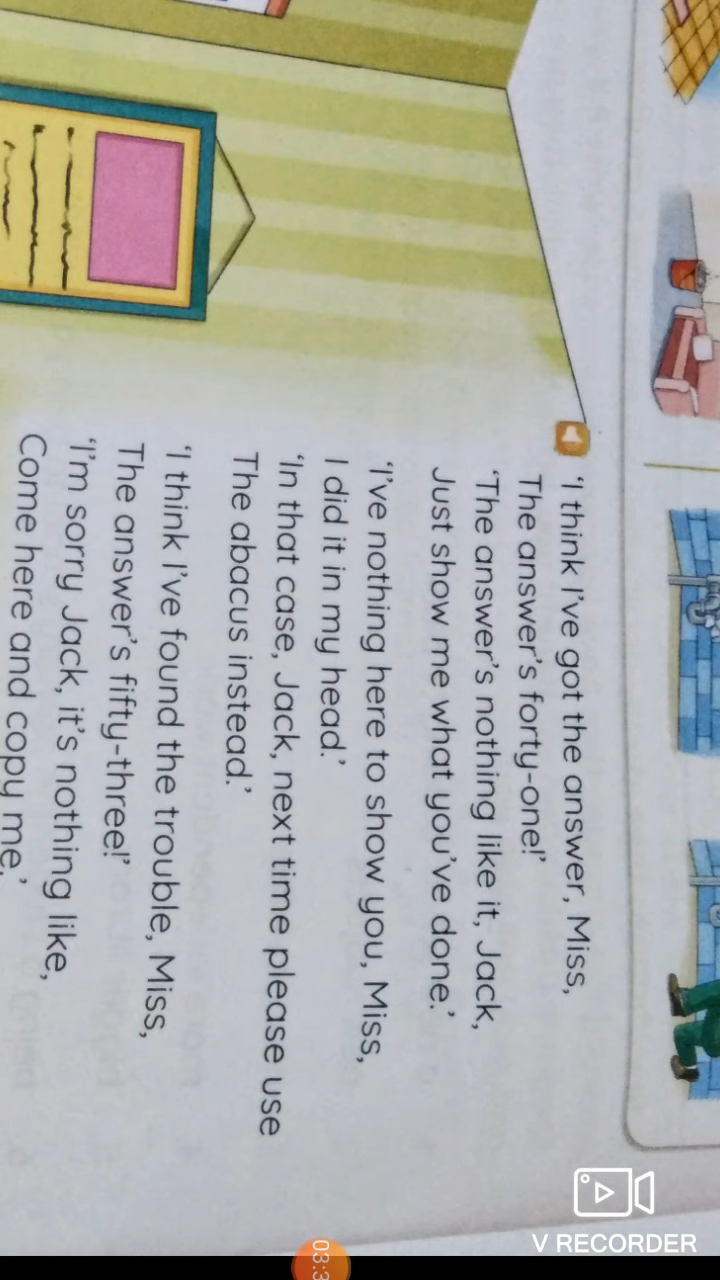 ‘I think I’ve got the answer, Miss,
The answer’s forty-one!’
‘The answer’s nothing like it, Jack,
Just show me what you’ve done.’
‘I’ve nothing here to show you, Miss,
I did it in my head.’
‘In that case, Jack, next time please use
The abacus instead.’
‘I think I’ve found the trouble, Miss,
The answer’s fifty-three!’
‘I’m sorry Jack, it’s nothing like,
Come here and copy me.’
V RECORDER